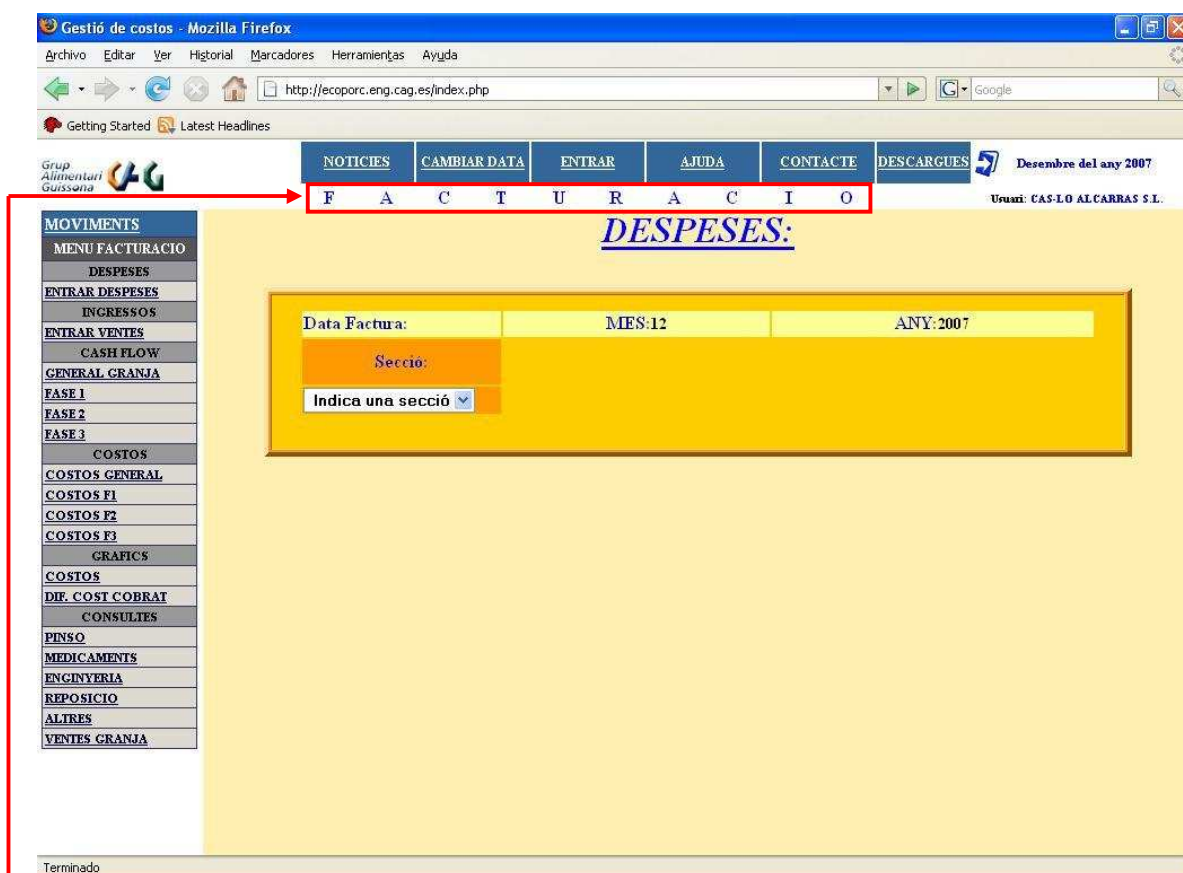 Gestió de costos - Mozilla Firefox
Archivo Editar Ver Historial Marcadores Herramientas Ayuda
http://ecoporc.eng.cag.es/index.php
G Google
Getting Started Latest Headlines
Grup
Alimentari
Guissona
NOTICIES CAMBIAR DATA ENTRAR AJUDA CONTACTE DESCARGUES Desembre del any 2007
F A C T U R A C I O
Usuari: CAS-LO ALCARRAS S.L.
MOVIMENTS
MENU FACTURACIO
DESPESES
ENTRAR DESPESES
INGRESSOS
ENTRAR VENTES
CASH FLOW
GENERAL GRANJA
FASE 1
FASE 2
FASE 3
COSTOS
COSTOS GENERAL
COSTOS F1
COSTOS F2
COSTOS F3
GRAFICS
COSTOS
DIF. COST COBRAT
CONSULTES
PINSO
MEDICAMENTS
ENGINYERIA
REPOSICIO
ALTRES
VENTES GRANJA
DESPESES:
Data Factura: MES:12 ANY:2007
Secció:
Indica una secció
Terminado